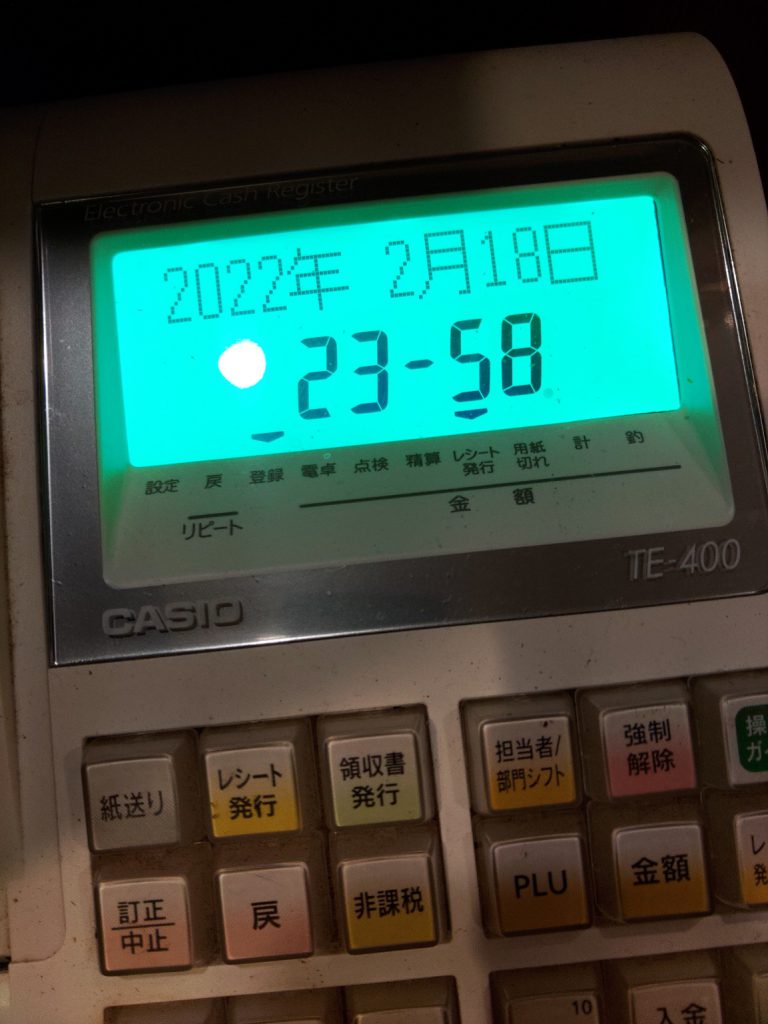 Electronic Cash Register
2022年 2月18日
23-58
設定 戻 登録 電卓 点検 精算 レシート発行 用紙切れ 計 釣
リピート 金額
TE-400
CASIO
紙送り レシート発行 領収書発行 担当者/部門シフト 強制解除
訂正/中止 戻 非課税 PLU 金額
10 入金